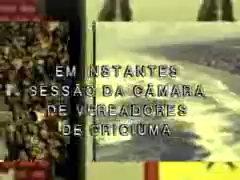 EM INSTANTES
SESSÃO DA CÂMARA
DE VEREADORES
DE CRICIÚMA